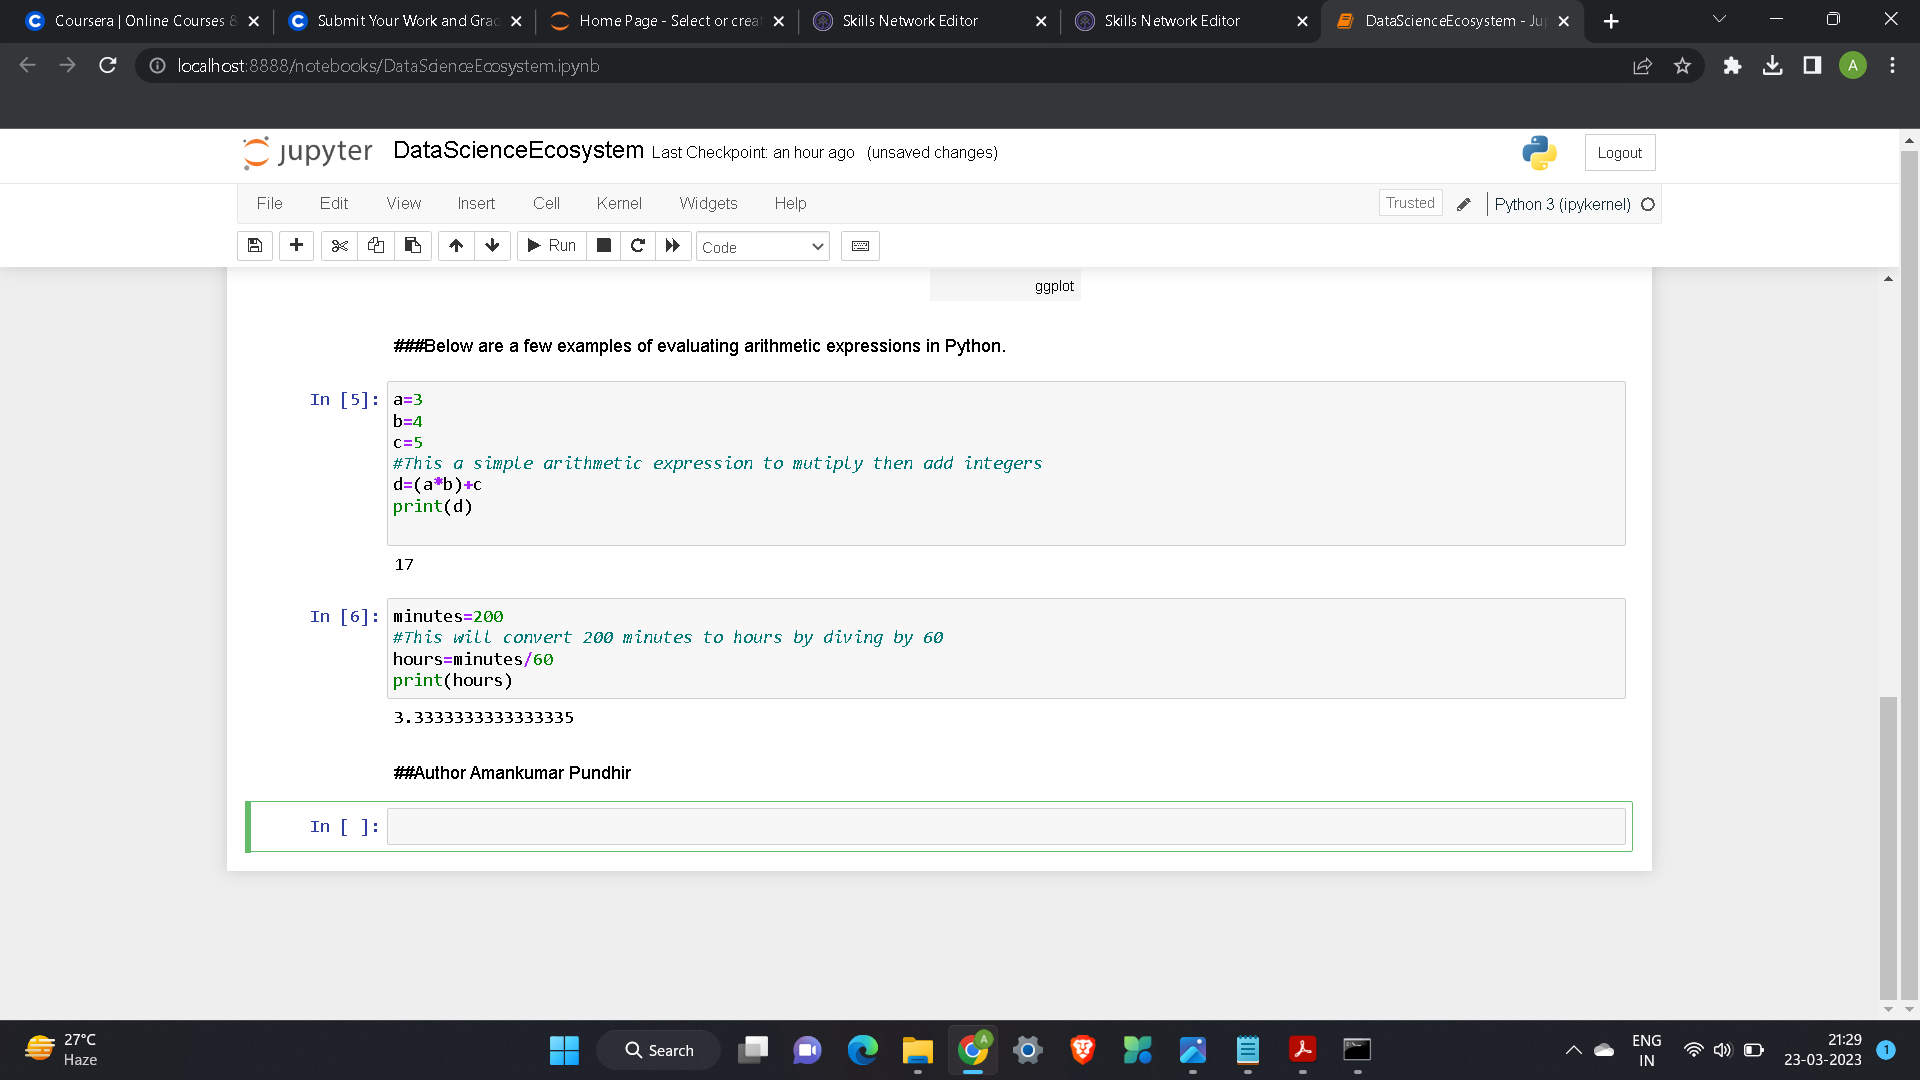 Coursera | Online Courses &
Submit Your Work and Grad
Home Page - Select or creat
Skills Network Editor
Skills Network Editor
DataScienceEcosystem - Jup
localhost:8888/notebooks/DataScienceEcosystem.ipynb
A
jupyter DataScienceEcosystem Last Checkpoint: an hour ago (unsaved changes)
Logout
File Edit View Insert Cell Kernel Widgets Help
Trusted
Python 3 (ipykernel)
Run
Code
ggplot
###Below are a few examples of evaluating arithmetic expressions in Python.
In [5]:
a=3
b=4
c=5
#This a simple arithmetic expression to mutiply then add integers
d=(a*b)+c
print(d)
17
In [6]:
minutes=200
#This will convert 200 minutes to hours by diving by 60
hours=minutes/60
print(hours)
3.3333333333333335
##Author Amankumar Pundhir
In [ ]:
27°C
Haze
Search
A
ENG
IN
21:29
23-03-2023
1